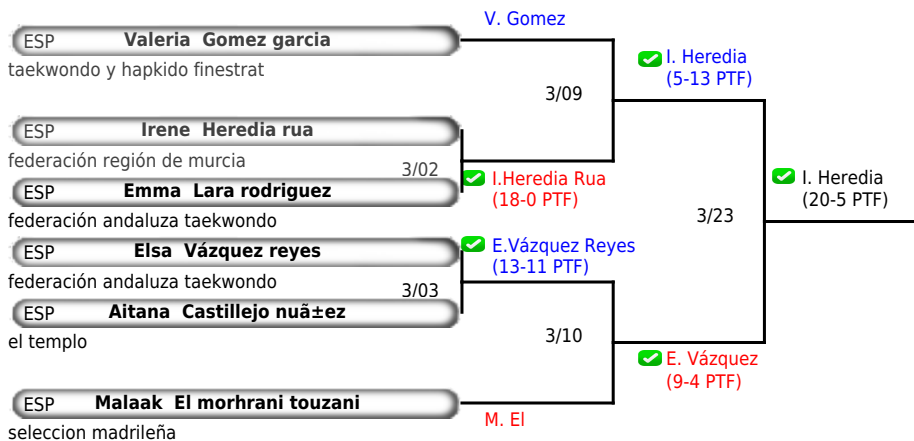 V. Gomez
ESP Valeria Gomez garcia
taekwondo y hapkido finestrat
I. Heredia
(5-13 PTF)
3/09
ESP Irene Heredia rua
federación región de murcia
3/02
I.Heredia Rua
(18-0 PTF)
ESP Emma Lara rodriguez
federación andaluza taekwondo
I. Heredia
(20-5 PTF)
3/23
ESP Elsa Vázquez reyes
federación andaluza taekwondo
E.Vázquez Reyes
(13-11 PTF)
3/03
ESP Aitana Castillejo nuã±ez
el templo
3/10
E. Vázquez
(9-4 PTF)
ESP Malaak El morhrani touzani
seleccion madrileña
M. El